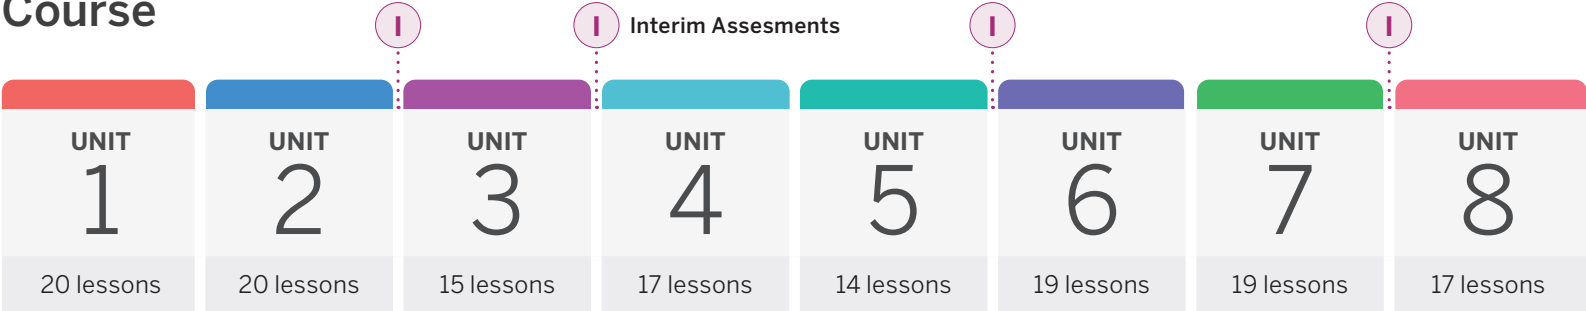 Course
I I Interim Assesments I I
UNIT UNIT UNIT UNIT UNIT UNIT UNIT UNIT
1 2 3 4 5 6 7 8
20 lessons 20 lessons 15 lessons 17 lessons 14 lessons 19 lessons 19 lessons 17 lessons